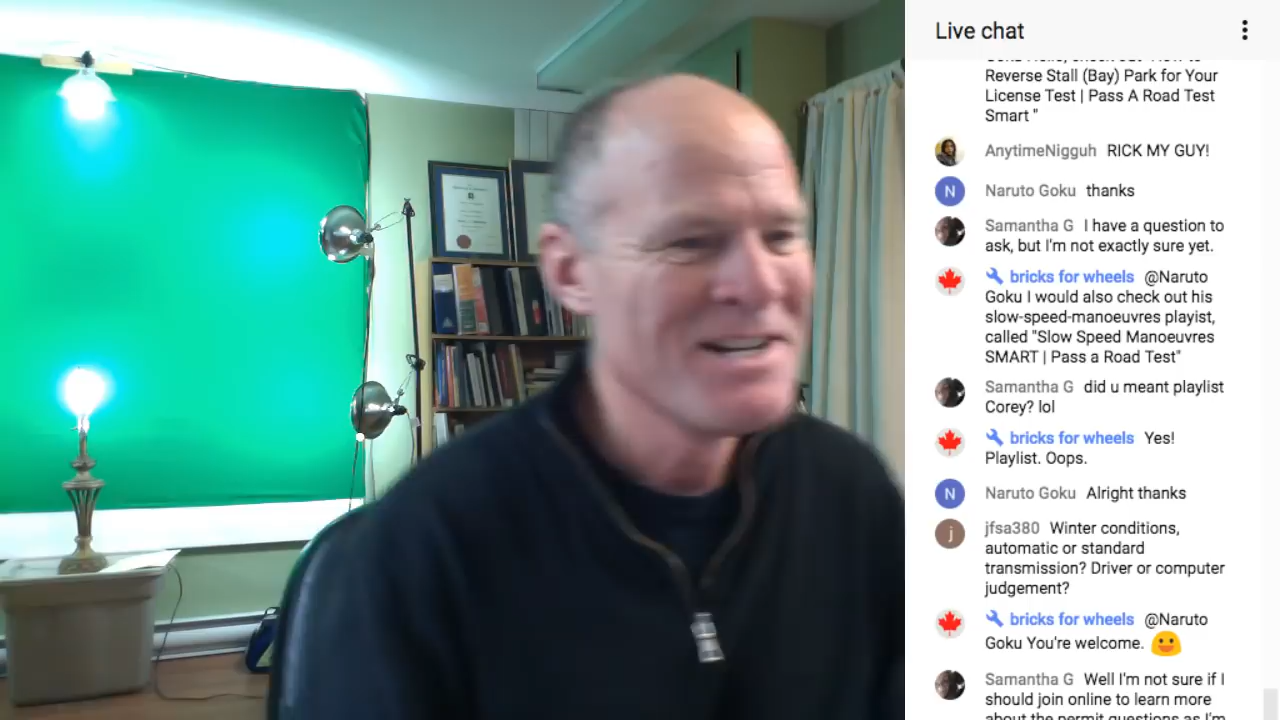 Live chat
Reverse Stall (Bay) Park for Your
License Test | Pass A Road Test
Smart "
AnytimeNigguh RICK MY GUY!
N Naruto Goku thanks
Samantha G I have a question to
ask, but I'm not exactly sure yet.
bricks for wheels @Naruto
Goku I would also check out his
slow-speed-manoeuvres playist,
called "Slow Speed Manoeuvres
SMART | Pass a Road Test"
Samantha G did u meant playlist
Corey? lol
bricks for wheels Yes!
Playlist. Oops.
N Naruto Goku Alright thanks
j jfsa380 Winter conditions,
automatic or standard
transmission? Driver or computer
judgement?
bricks for wheels @Naruto
Goku You're welcome.
Samantha G Well I'm not sure if I
should join online to learn more
about the permit questions as I'm